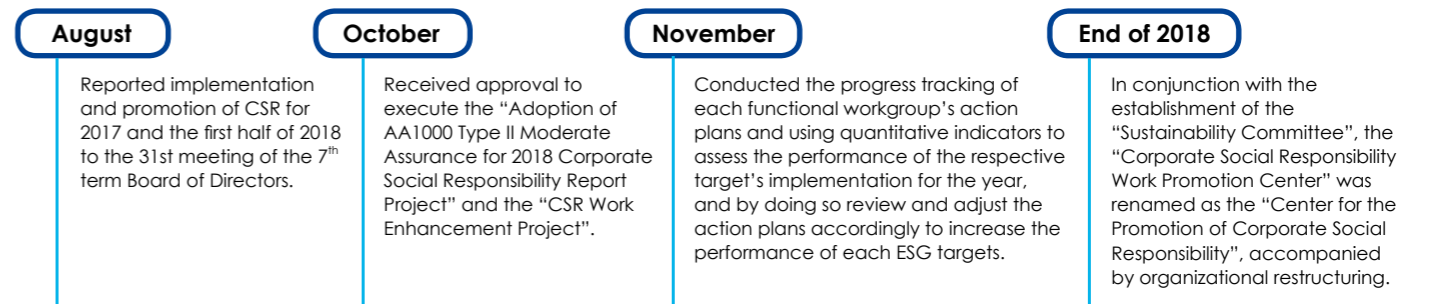 August
Reported implementation
and promotion of CSR for
2017 and the first half of 2018
to the 31st meeting of the 7th
term Board of Directors.
October
Received approval to
execute the “Adoption of
AA1000 Type II Moderate
Assurance for 2018 Corporate
Social Responsibility Report
Project” and the “CSR Work
Enhancement Project”.
November
Conducted the progress tracking of
each functional workgroup’s action
plans and using quantitative indicators to
assess the performance of the respective
target’s implementation for the year,
and by doing so review and adjust the
action plans accordingly to increase the
performance of each ESG targets.
End of 2018
In conjunction with the
establishment of the
“Sustainability Committee”, the
“Corporate Social Responsibility
Work Promotion Center” was
renamed as the “Center for the
Promotion of Corporate Social
Responsibility”, accompanied
by organizational restructuring.